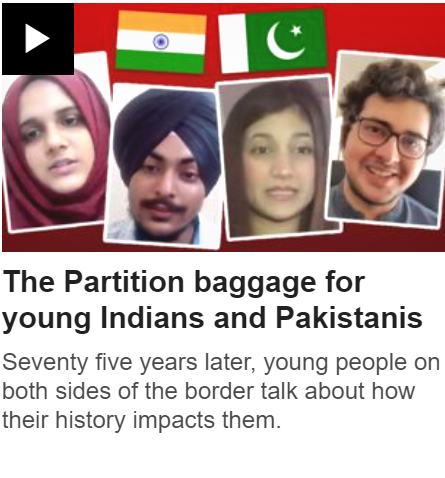 The Partition baggage for
young Indians and Pakistanis
Seventy five years later, young people on
both sides of the border talk about how
their history impacts them.